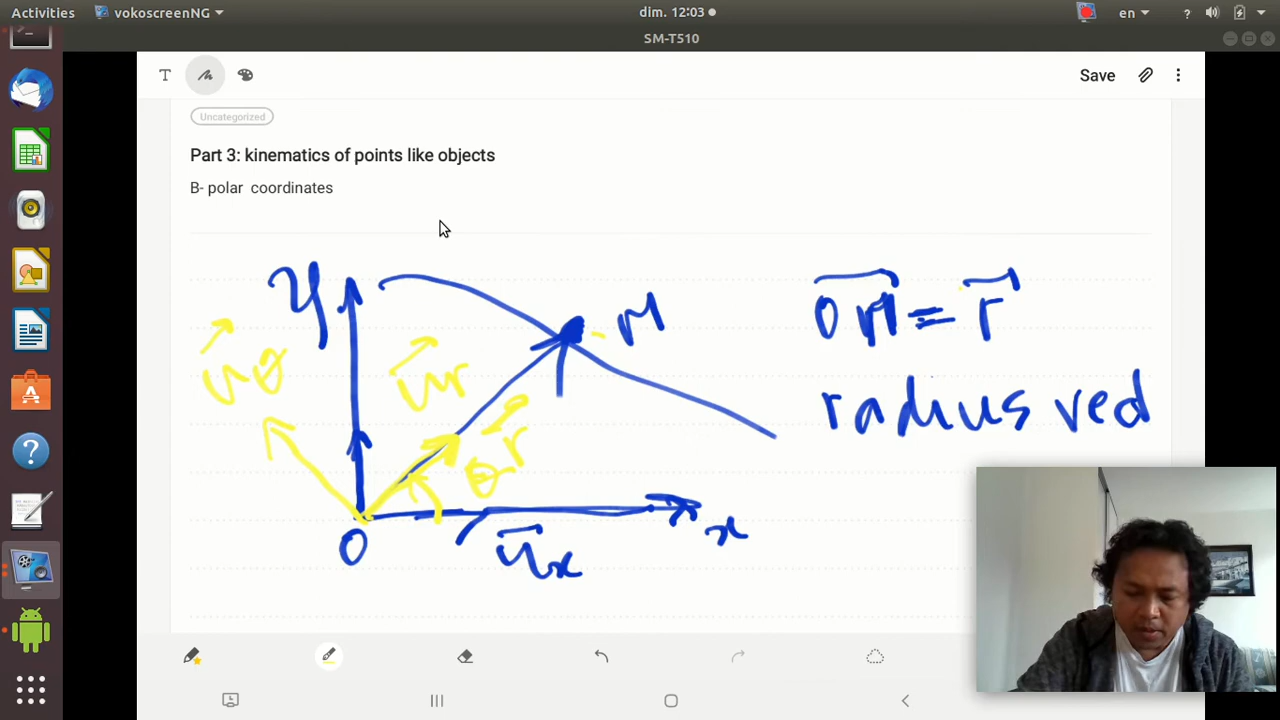 Activities vokoscreenNG dim. 12:03 en ?
SM-T510
T Save
Uncategorized
Part 3: kinematics of points like objects
B- polar coordinates
y
M
OM = r
uθ
ur
radius vect
θ r
O
ux
x